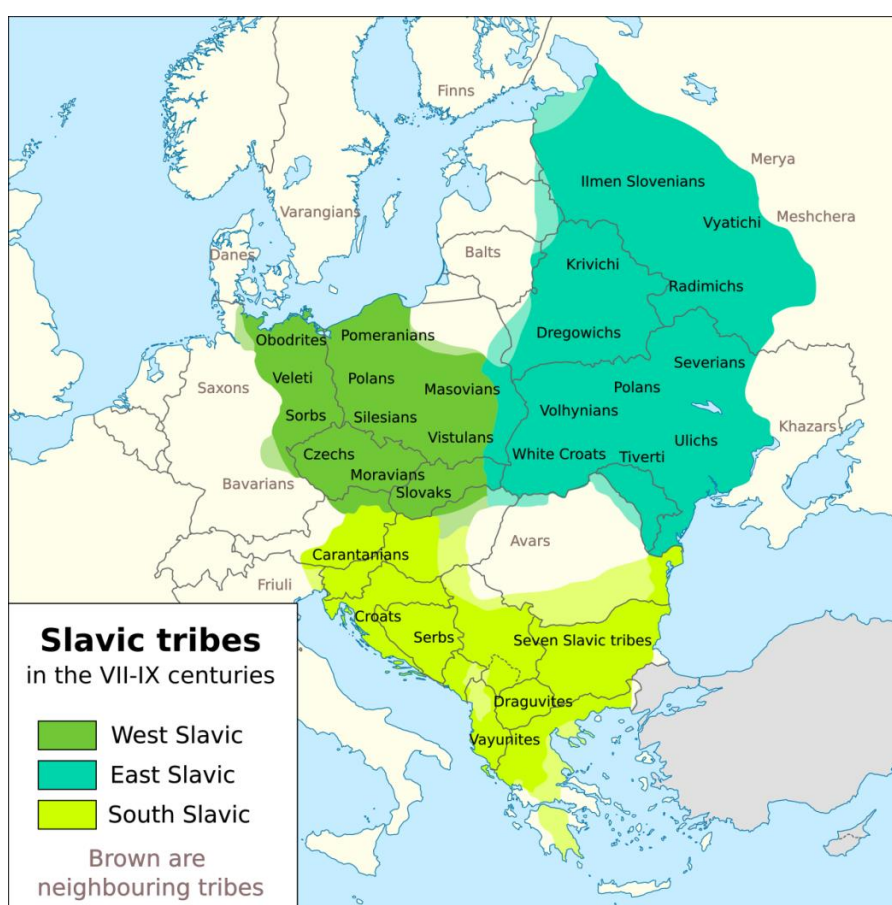 Finns
Merya
Ilmen Slovenians
Varangians
Meshchera
Vyatichi
Danes
Balts
Krivichi
Radimichs
Obodrites
Pomeranians
Dregowichs
Severians
Saxons
Veleti
Polans
Masovians
Polans
Sorbs
Silesians
Volhynians
Khazars
Vistulans
Ulichs
Czechs
White Croats
Tiverti
Moravians
Bavarians
Slovaks
Carantanians
Avars
Friuli
Croats
Serbs
Seven Slavic tribes
Draguvites
Vayunites
Slavic tribes
in the VII-IX centuries
West Slavic
East Slavic
South Slavic
Brown are
neighbouring tribes